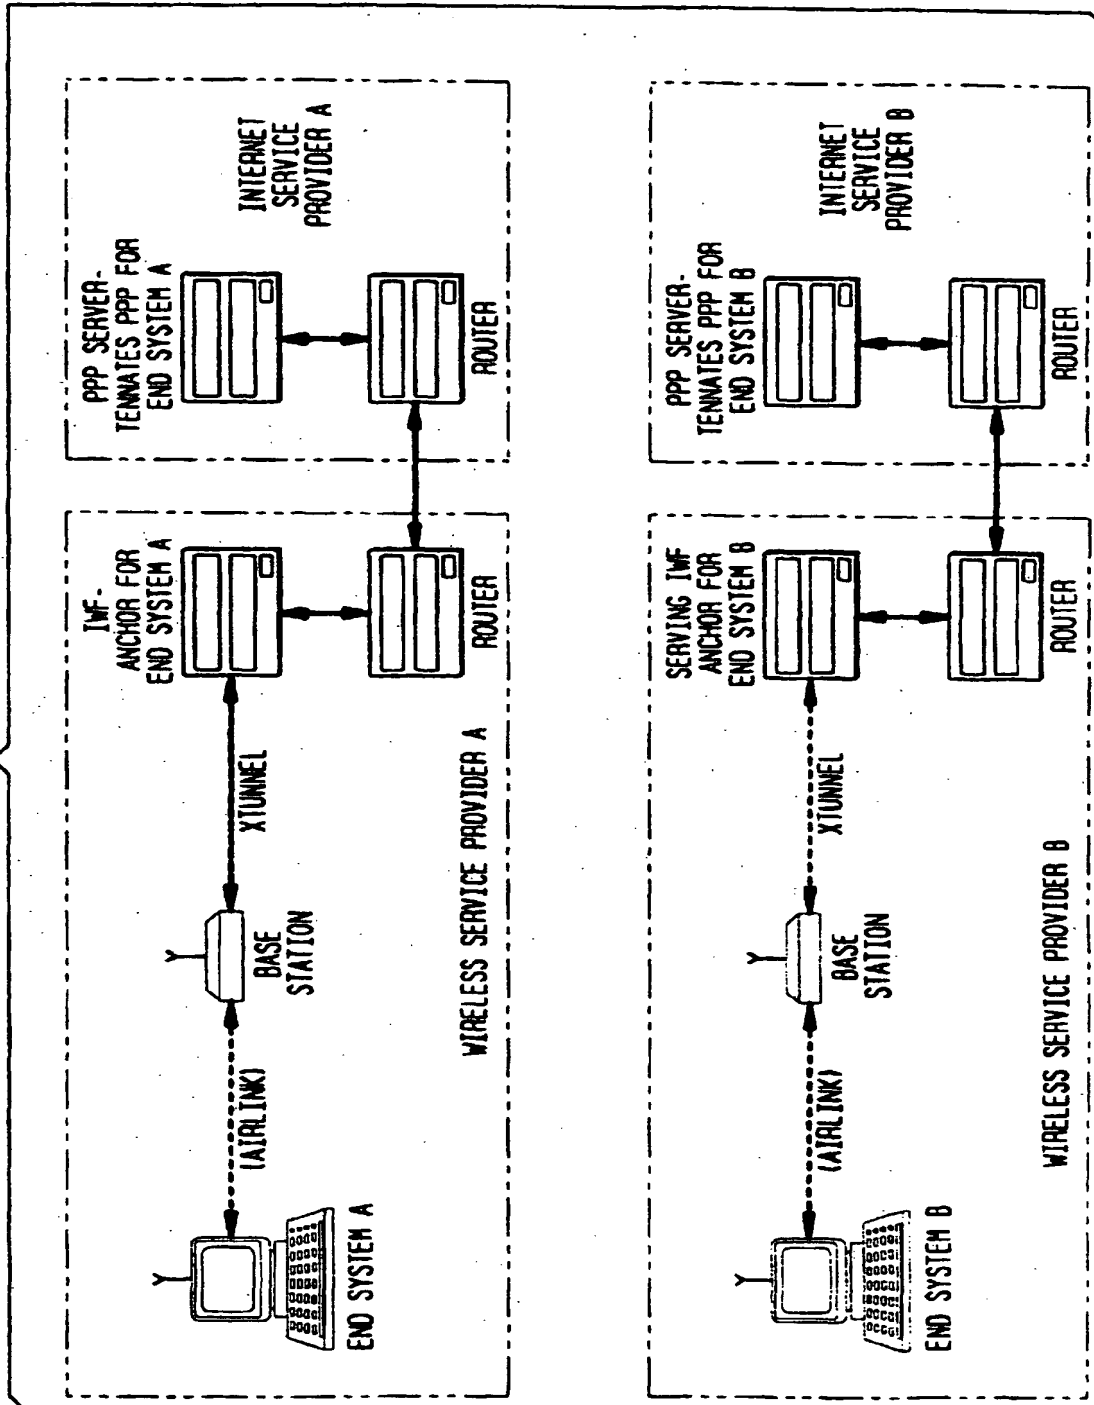 END SYSTEM A
(AIRLINK)
BASE
STATION
XTUNNEL
IWF-
ANCHOR FOR
END SYSTEM A
ROUTER
WIRELESS SERVICE PROVIDER A
PPP SERVER-
TENNATES PPP FOR
END SYSTEM A
ROUTER
INTERNET
SERVICE
PROVIDER A
END SYSTEM B
(AIRLINK)
BASE
STATION
XTUNNEL
SERVING IWF
ANCHOR FOR
END SYSTEM B
ROUTER
WIRELESS SERVICE PROVIDER B
PPP SERVER-
TENNATES PPP FOR
END SYSTEM B
ROUTER
INTERNET
SERVICE
PROVIDER B